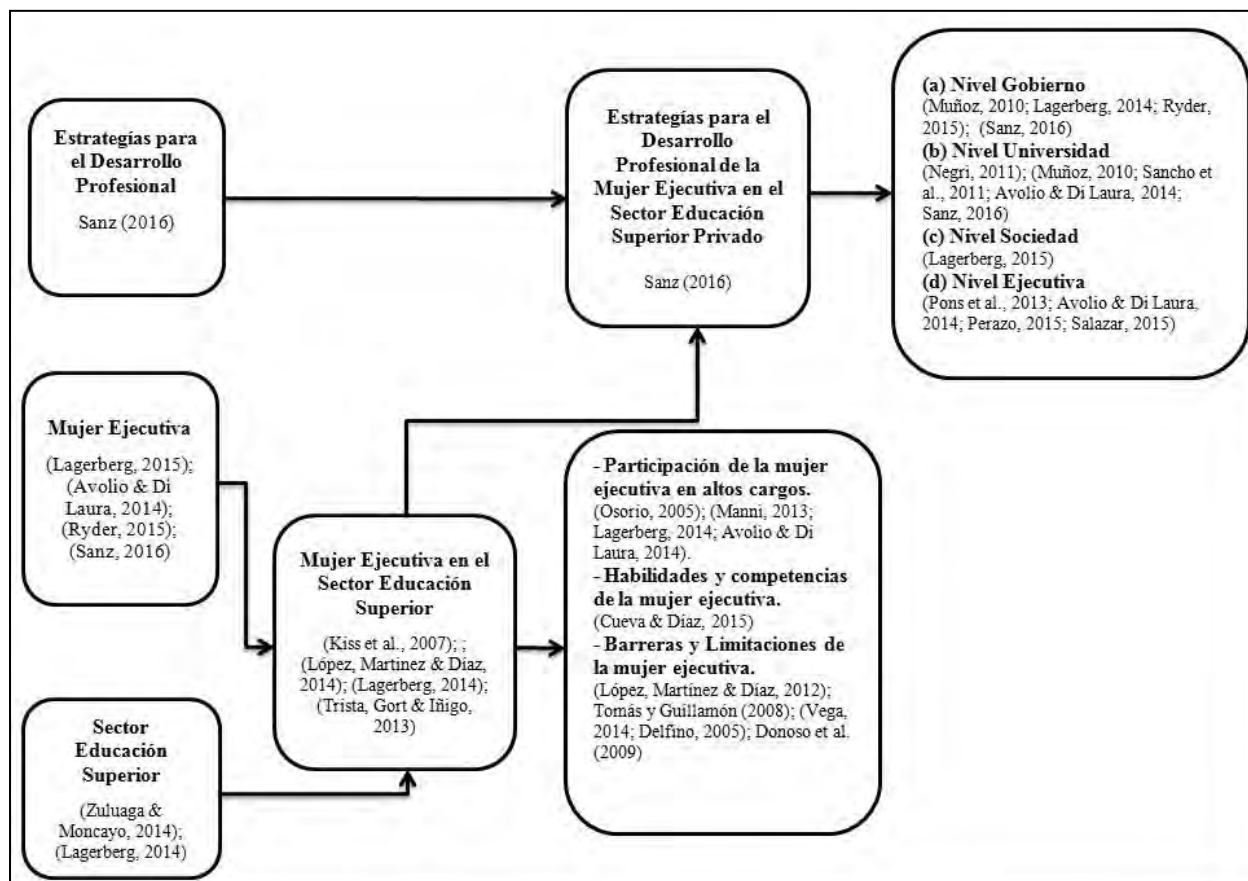 Estrategías para
el Desarrollo
Profesional
Sanz (2016)
Estrategías para el
Desarrollo
Profesional de la
Mujer Ejecutiva en el
Sector Educación
Superior Privado
Sanz (2016)
(a) Nivel Gobierno
(Muñoz, 2010; Lagerberg, 2014; Ryder,
2015); (Sanz, 2016)
(b) Nivel Universidad
(Negri, 2011); (Muñoz, 2010; Sancho et
al., 2011; Avolio & Di Laura, 2014;
Sanz, 2016)
(c) Nivel Sociedad
(Lagerberg, 2015)
(d) Nivel Ejecutiva
(Pons et al., 2013; Avolio & Di Laura,
2014; Perazo, 2015; Salazar, 2015)
Mujer Ejecutiva
(Lagerberg, 2015);
(Avolio & Di
Laura, 2014);
(Ryder, 2015);
(Sanz, 2016)
Mujer Ejecutiva en el
Sector Educación
Superior
(Kiss et al., 2007); ;
(López, Martinez & Díaz,
2014); (Lagerberg, 2014);
(Trista, Gort & Iñigo,
2013)
- Participación de la mujer
ejecutiva en altos cargos.
(Osorio, 2005); (Manni, 2013;
Lagerberg, 2014; Avolio & Di
Laura, 2014).
- Habilidades y competencias
de la mujer ejecutiva.
(Cueva & Díaz, 2015)
- Barreras y Limitaciones de
la mujer ejecutiva.
(López, Martínez & Díaz, 2012);
Tomás y Guillamón (2008); (Vega,
2014; Delfino, 2005); Donoso et al.
(2009)
Sector
Educación
Superior
(Zuluaga &
Moncayo, 2014);
(Lagerberg, 2014)